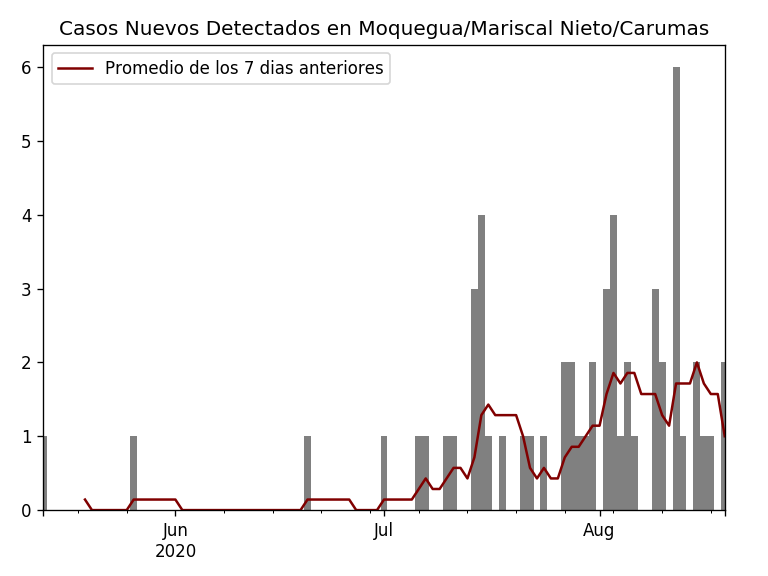 Casos Nuevos Detectados en Moquegua/Mariscal Nieto/Carumas
Promedio de los 7 dias anteriores
6
5
4
3
2
1
0
Jun
2020
Jul
Aug